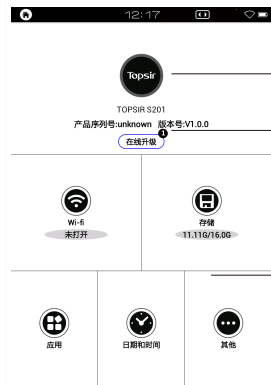 12:17
Topsir
TOPSIR S201
产品序列号:unknown 版本号:V1.0.0
在线升级
1
Wi-fi
未打开
存储
11.11G/16.0G
应用
日期和时间
其他